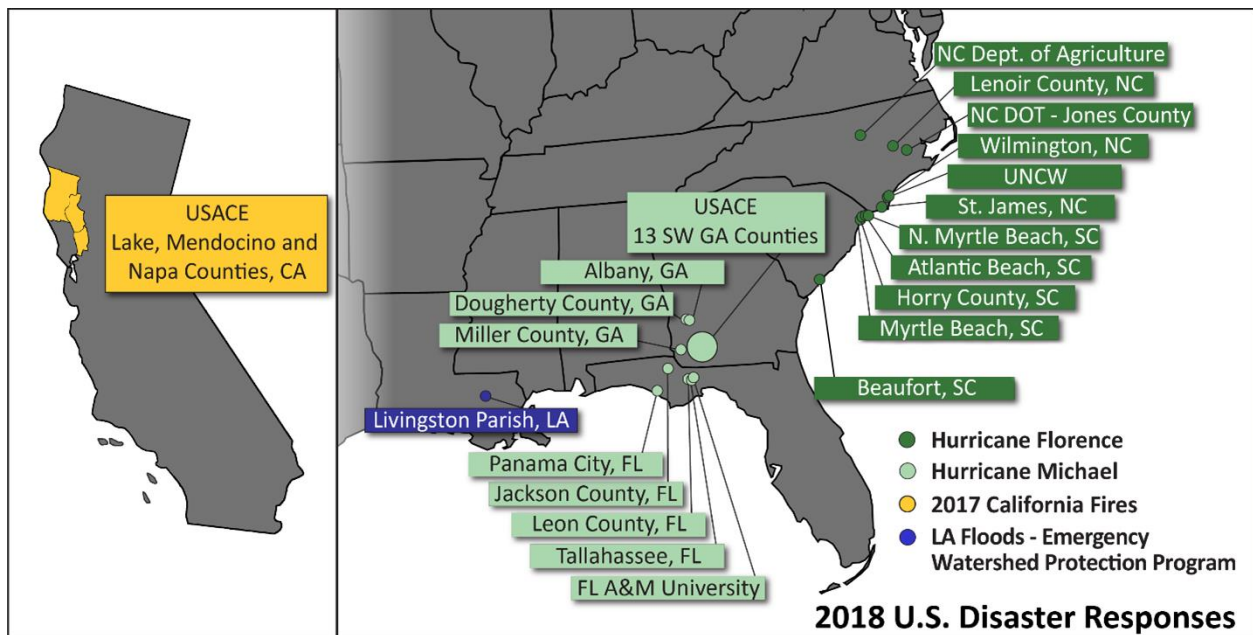 USACE
Lake, Mendocino and
Napa Counties, CA
NC Dept. of Agriculture
Lenoir County, NC
NC DOT - Jones County
Wilmington, NC
UNCW
St. James, NC
N. Myrtle Beach, SC
Atlantic Beach, SC
Horry County, SC
Myrtle Beach, SC
Beaufort, SC
USACE
13 SW GA Counties
Albany, GA
Dougherty County, GA
Miller County, GA
Livingston Parish, LA
Panama City, FL
Jackson County, FL
Leon County, FL
Tallahassee, FL
FL A&M University
Hurricane Florence
Hurricane Michael
2017 California Fires
LA Floods - Emergency
Watershed Protection Program
2018 U.S. Disaster Responses